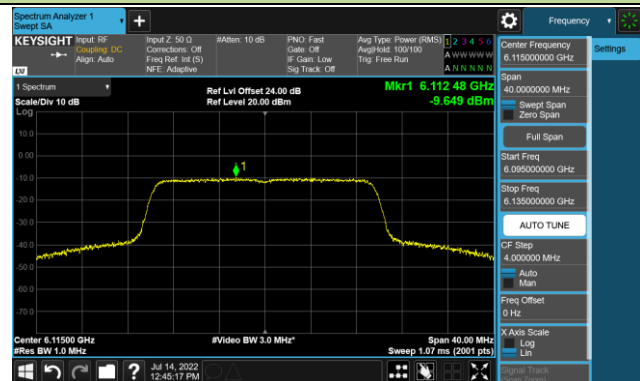 Spectrum Analyzer 1
Swept SA
Frequency
KEYSIGHT
Input: RF
Coupling: DC
Align: Auto
Input Z: 50 Ω
Corrections: Off
Freq Ref: Int (S)
NFE: Adaptive
#Atten: 10 dB
PNO: Fast
Gate: Off
IF Gain: Low
Sig Track: Off
Avg Type: Power (RMS)
Avg|Hold: 100/100
Trig: Free Run
1 2 3 4 5 6
A W W W W W
A N N N N N
LXI
1 Spectrum
Scale/Div 10 dB
Log
Ref Lvl Offset 24.00 dB
Ref Level 20.00 dBm
Mkr1 6.112 48 GHz
-9.649 dBm
10.0
0.00
-10.0
-20.0
-30.0
-40.0
-50.0
-60.0
-70.0
1
Center 6.11500 GHz
#Res BW 1.0 MHz
#Video BW 3.0 MHz*
Span 40.00 MHz
Sweep 1.07 ms (2001 pts)
Jul 14, 2022
12:45:17 PM
Center Frequency
6.115000000 GHz
Settings
Span
40.0000000 MHz
Swept Span
Zero Span
Full Span
Start Freq
6.095000000 GHz
Stop Freq
6.135000000 GHz
AUTO TUNE
CF Step
4.000000 MHz
Auto
Man
Freq Offset
0 Hz
X Axis Scale
Log
Lin
Signal Track